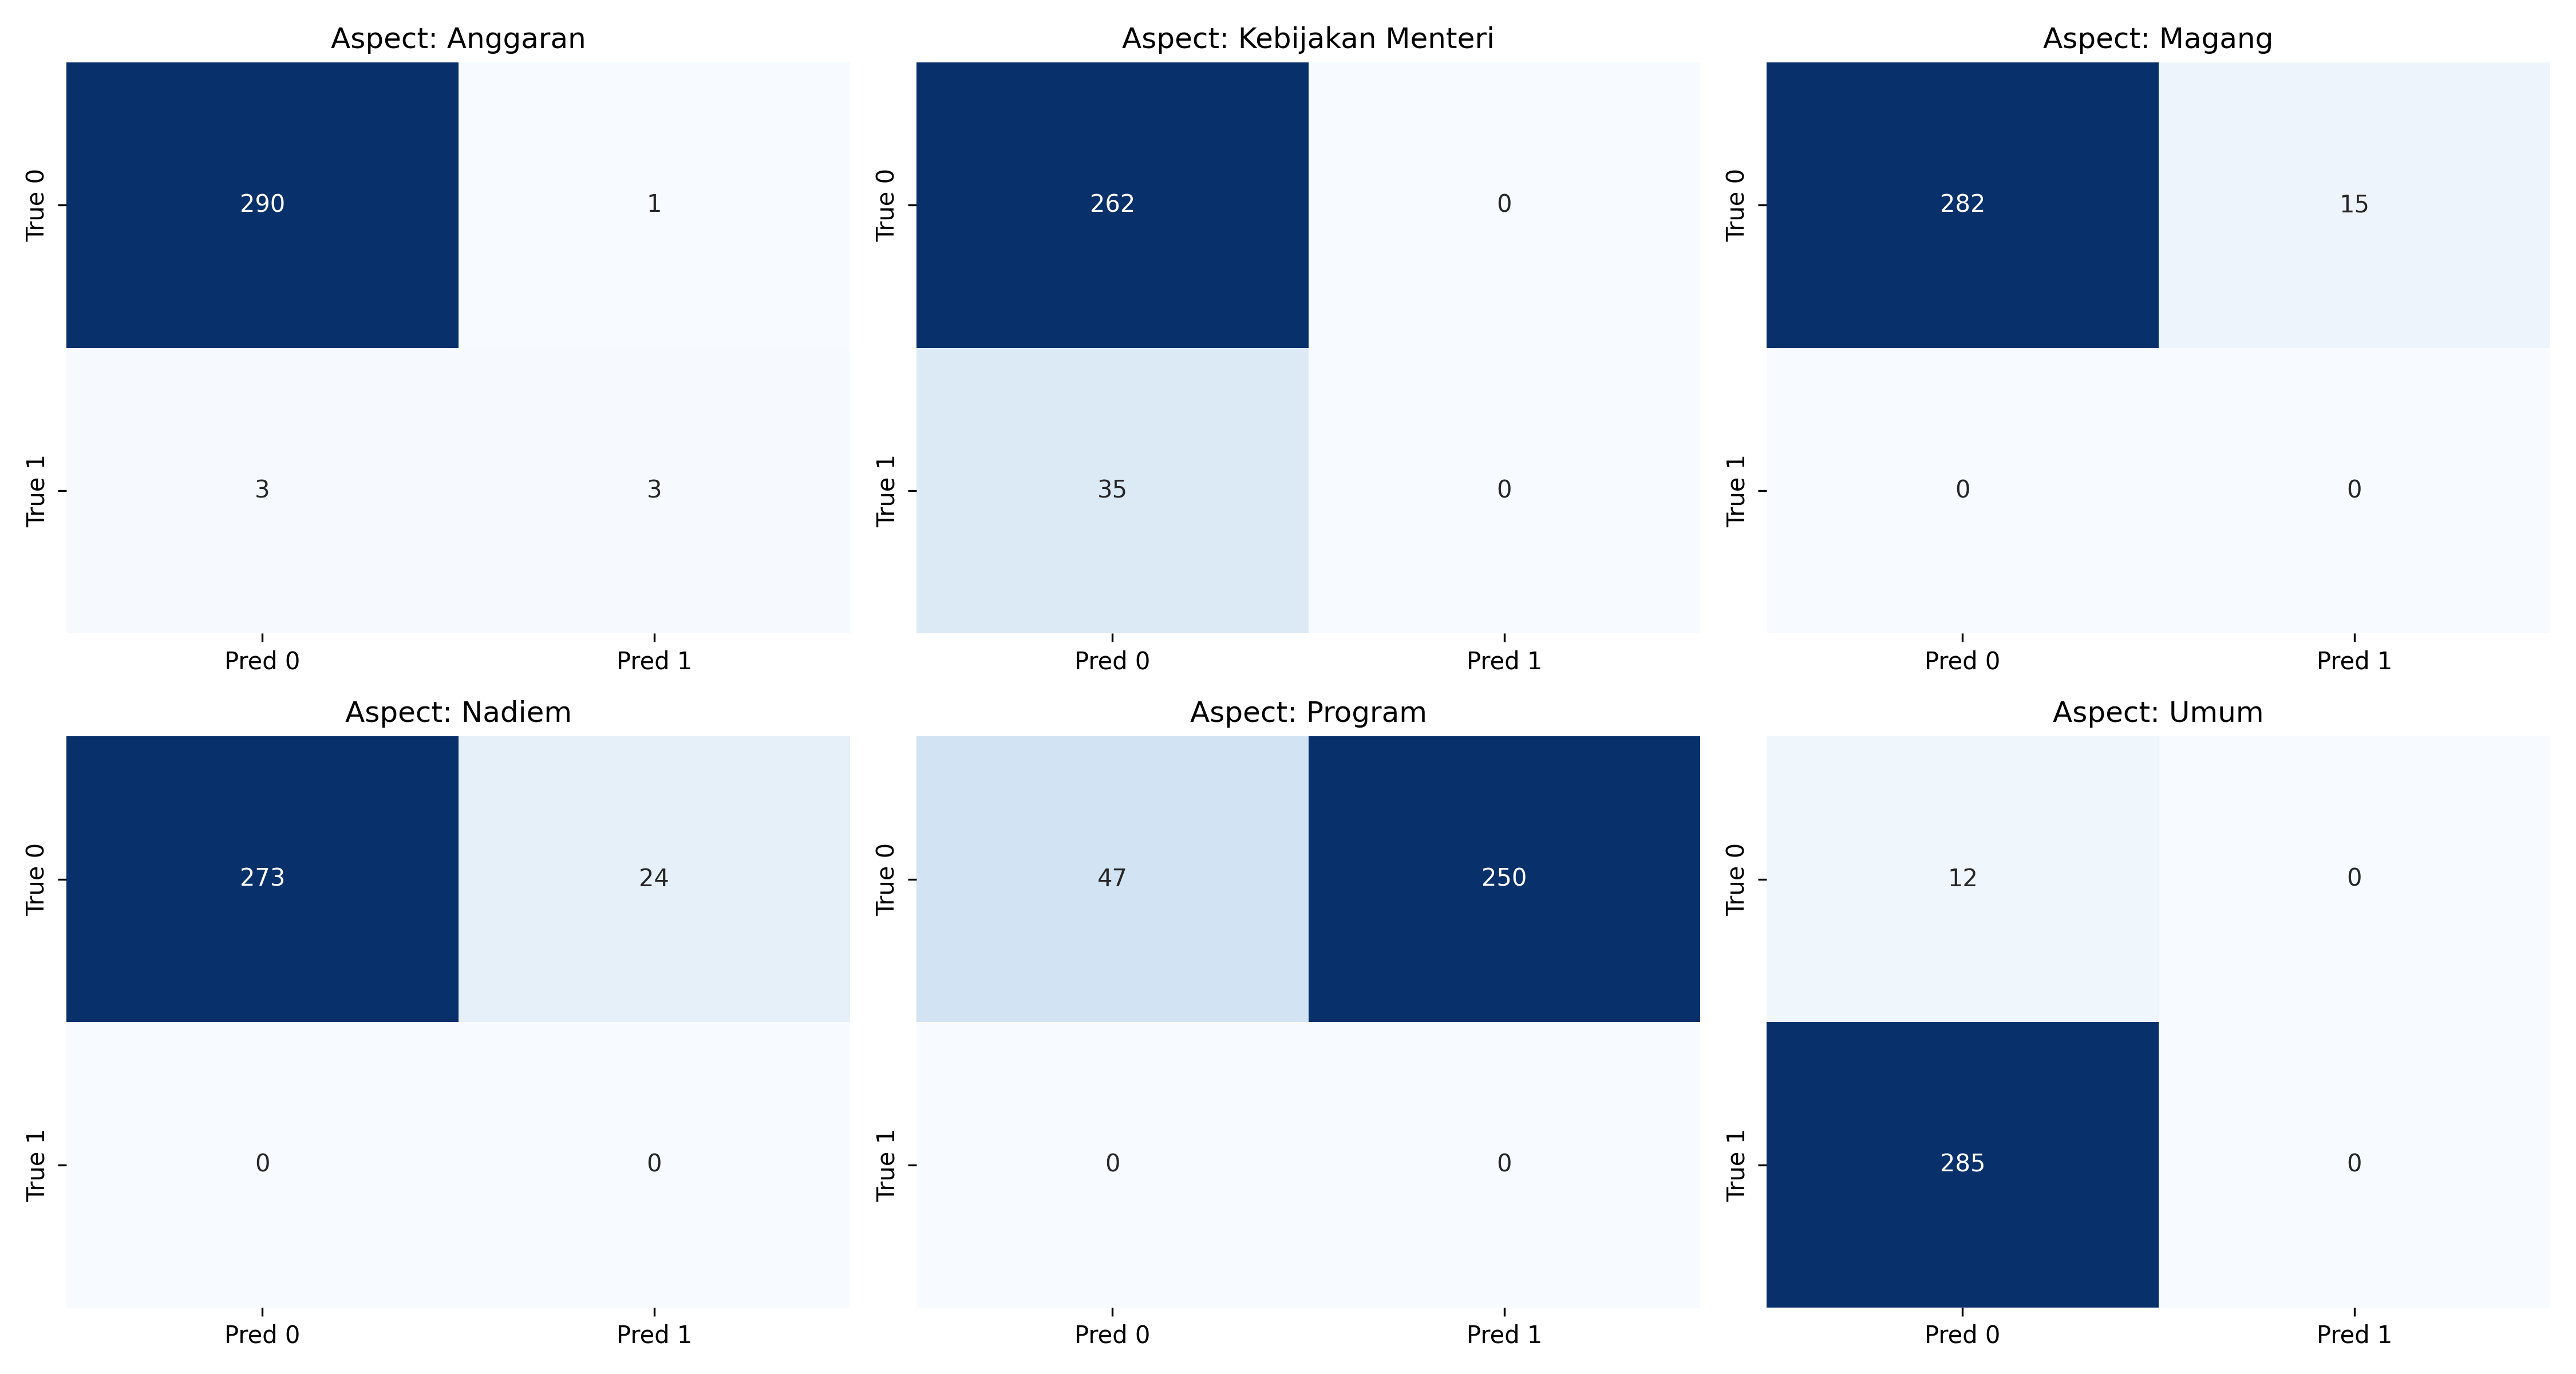 Aspect: Anggaran
True 0
290
1
True 1
3
3
Pred 0
Pred 1
Aspect: Kebijakan Menteri
True 0
262
0
True 1
35
0
Pred 0
Pred 1
Aspect: Magang
True 0
282
15
True 1
0
0
Pred 0
Pred 1
Aspect: Nadiem
True 0
273
24
True 1
0
0
Pred 0
Pred 1
Aspect: Program
True 0
47
250
True 1
0
0
Pred 0
Pred 1
Aspect: Umum
True 0
12
0
True 1
285
0
Pred 0
Pred 1